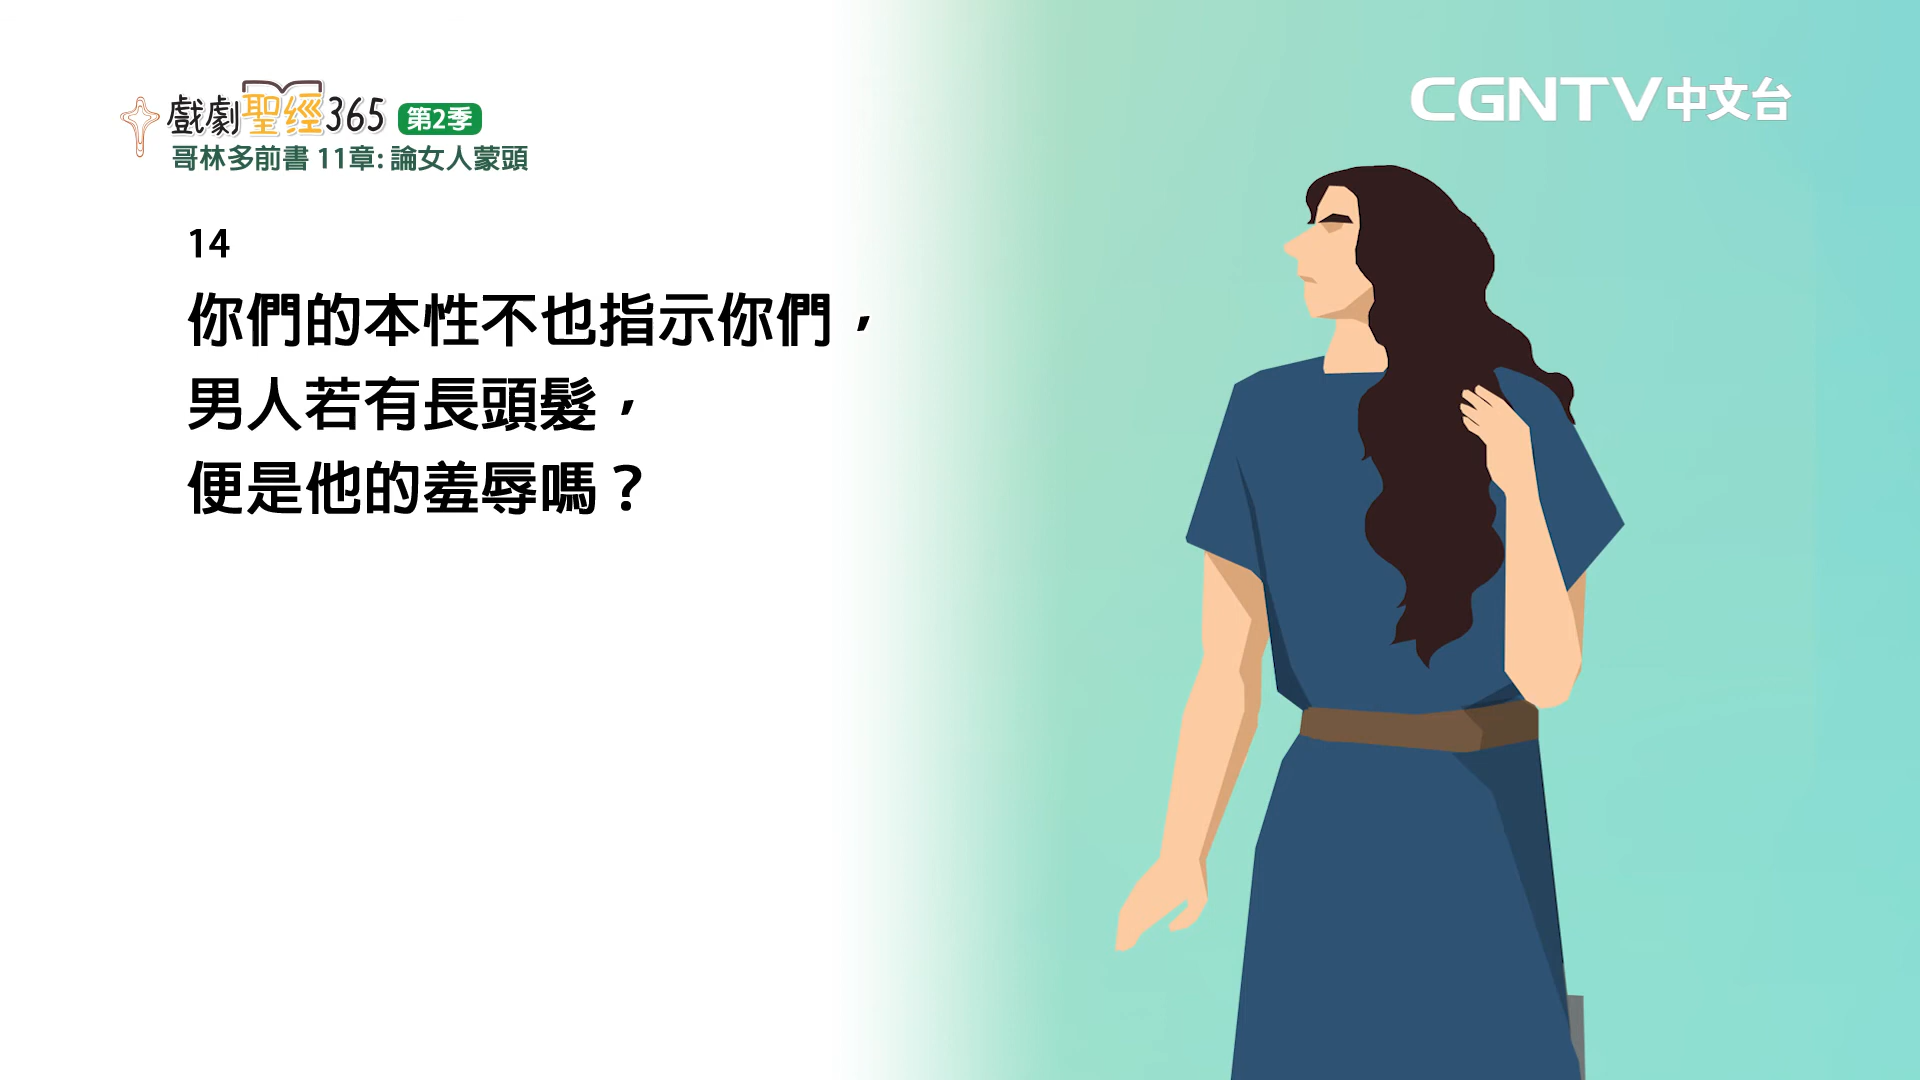 戲劇聖經365 第2季
哥林多前書 11章: 論女人蒙頭
CGNTV中文台
14
你們的本性不也指示你們，
男人若有長頭髮，
便是他的羞辱嗎？